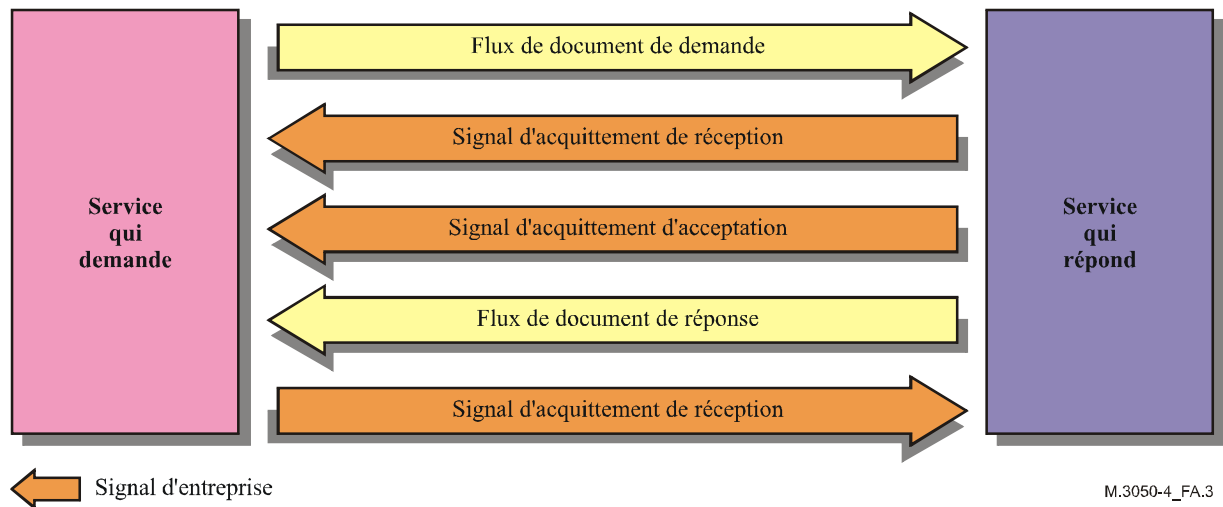 Flux de document de demande
Signal d'acquittement de réception
Signal d'acquittement d'acceptation
Flux de document de réponse
Signal d'acquittement de réception
Service
qui
demande
Service
qui
répond
Signal d'entreprise
M.3050-4_FA.3